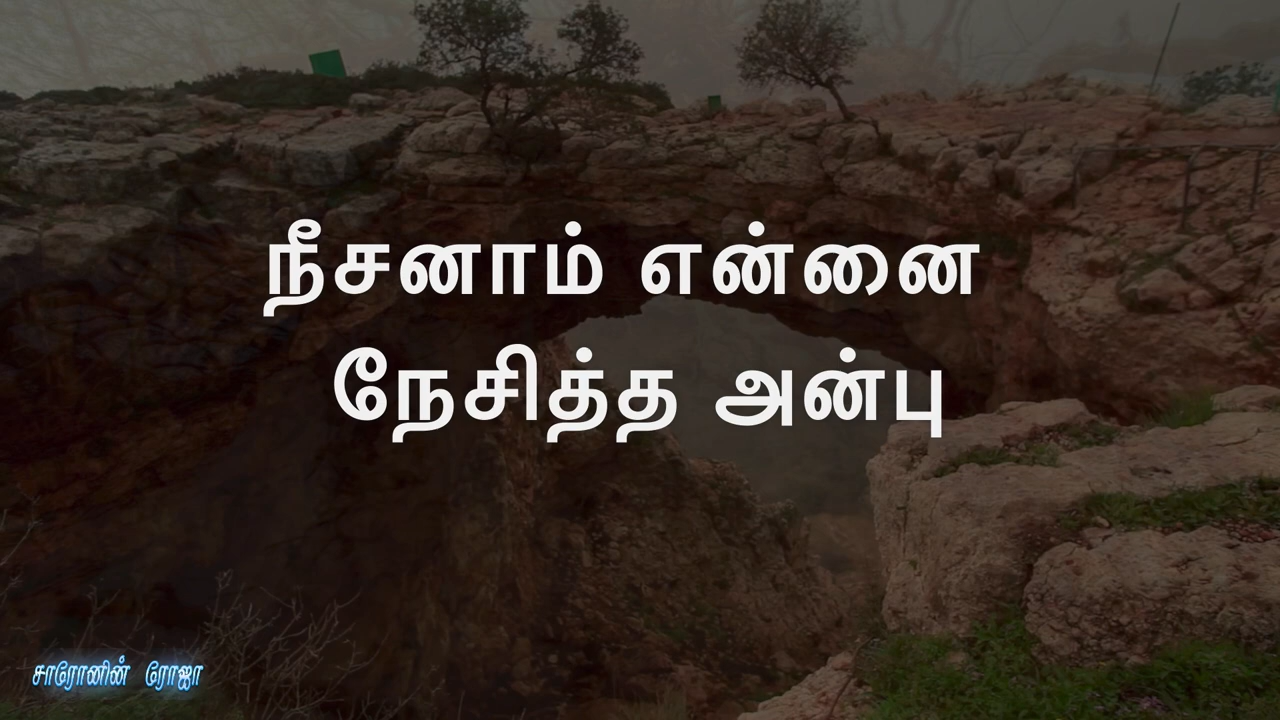 நீசனாம் என்னை
நேசித்த அன்பு
சாரோனின் ரோஜா